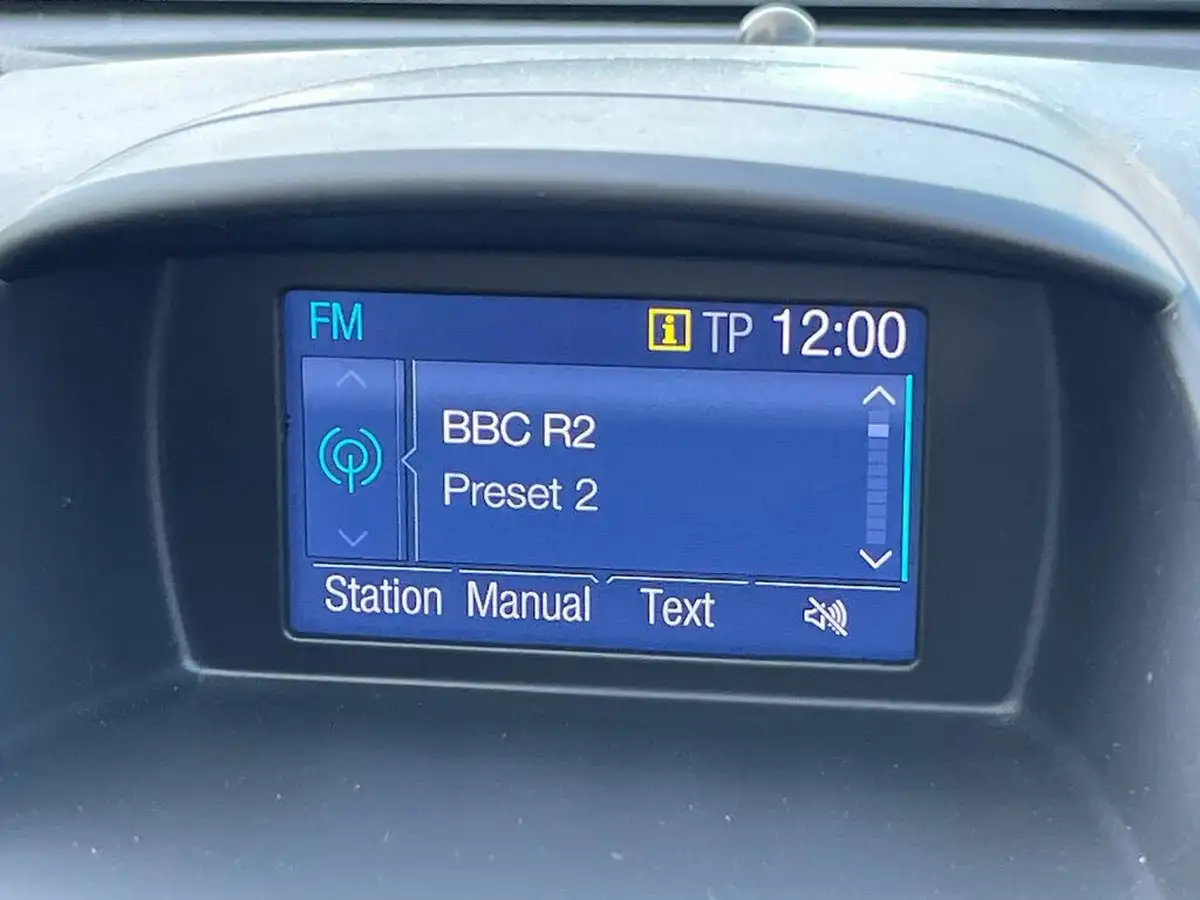 FM i TP 12:00
BBC R2
Preset 2
Station Manual Text